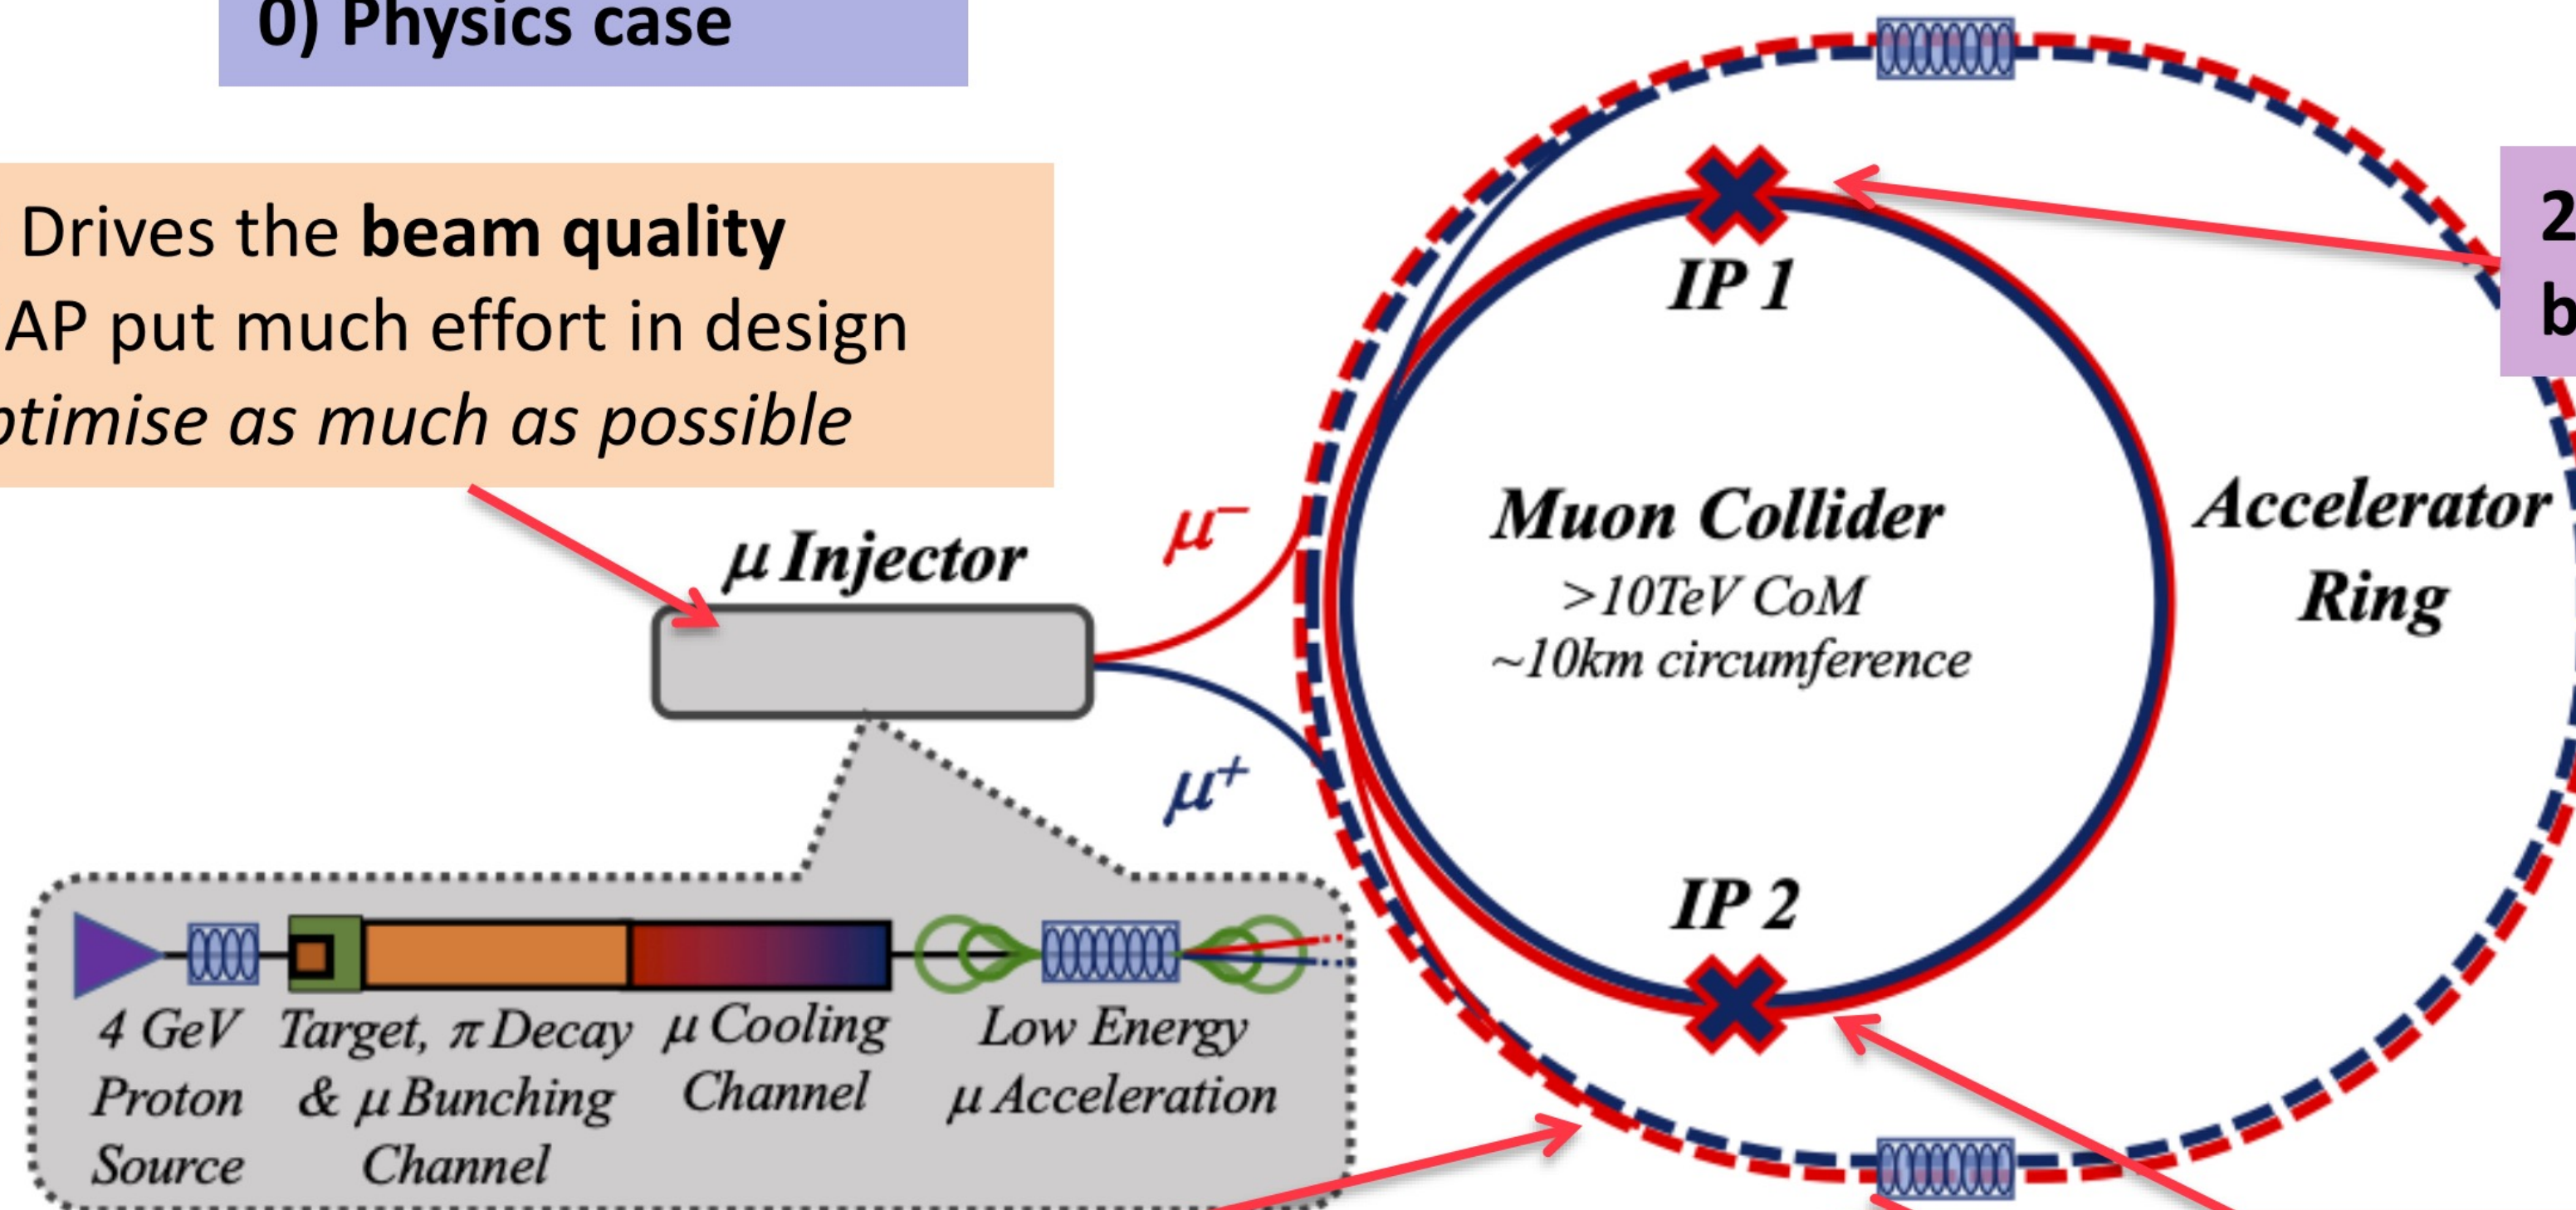 0) Physics case
Drives the beam quality
AP put much effort in design
ptimise as much as possible
2
b
IP 1
μ Injector
μ−
μ+
Muon Collider
>10TeV CoM
~10km circumference
Accelerator
Ring
IP 2
4 GeV
Proton
Source
Target, π Decay
& μ Bunching
Channel
μ Cooling
Channel
Low Energy
μ Acceleration